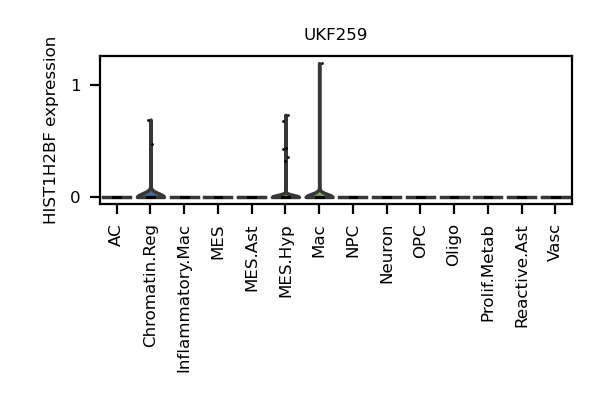 UKF259
HIST1H2BF expression
1
0
AC
Chromatin.Reg
Inflammatory.Mac
MES
MES.Ast
MES.Hyp
Mac
NPC
Neuron
OPC
Oligo
Prolif.Metab
Reactive.Ast
Vasc